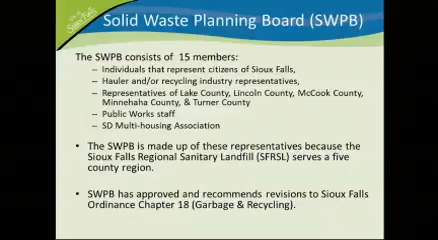 City of
Sioux Falls
Solid Waste Planning Board (SWPB)
The SWPB consists of 15 members:
– Individuals that represent citizens of Sioux Falls,
– Hauler and/or recycling industry representatives,
– Representatives of Lake County, Lincoln County, McCook County,
Minnehaha County, & Turner County
– Public Works staff
– SD Multi-housing Association
• The SWPB is made up of these representatives because the
Sioux Falls Regional Sanitary Landfill (SFRSL) serves a five
county region.
• SWPB has approved and recommends revisions to Sioux Falls
Ordinance Chapter 18 (Garbage & Recycling).